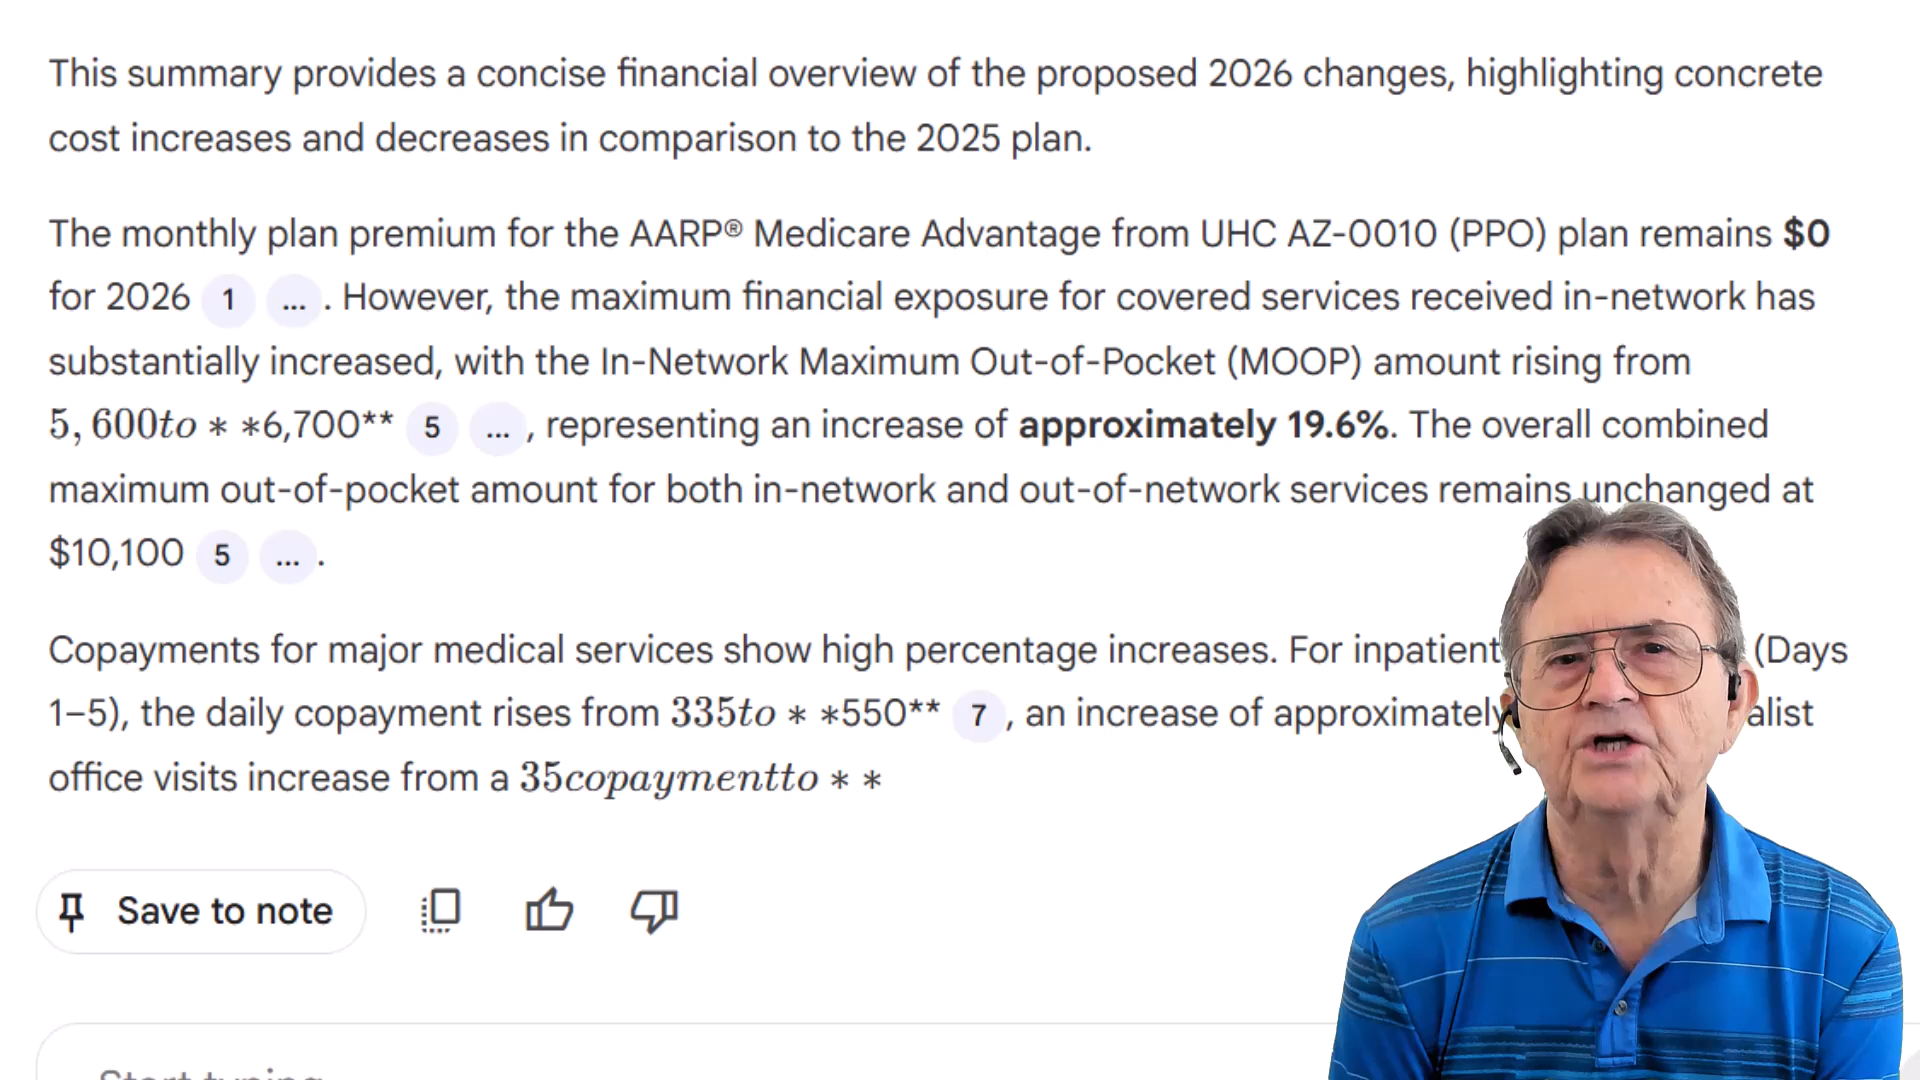 This summary provides a concise financial overview of the proposed 2026 changes, highlighting concrete
cost increases and decreases in comparison to the 2025 plan.
The monthly plan premium for the AARP® Medicare Advantage from UHC AZ-0010 (PPO) plan remains $0
for 2026 1 ... . However, the maximum financial exposure for covered services received in-network has
substantially increased, with the In-Network Maximum Out-of-Pocket (MOOP) amount rising from
5,600to**6,700** 5 ... , representing an increase of approximately 19.6%. The overall combined
maximum out-of-pocket amount for both in-network and out-of-network services remains unchanged at
$10,100 5 ... .
Copayments for major medical services show high percentage increases. For inpatient (Days
1–5), the daily copayment rises from 335to**550** 7 , an increase of approximately
office visits increase from a 35copaymentto**
Save to note
Start typing